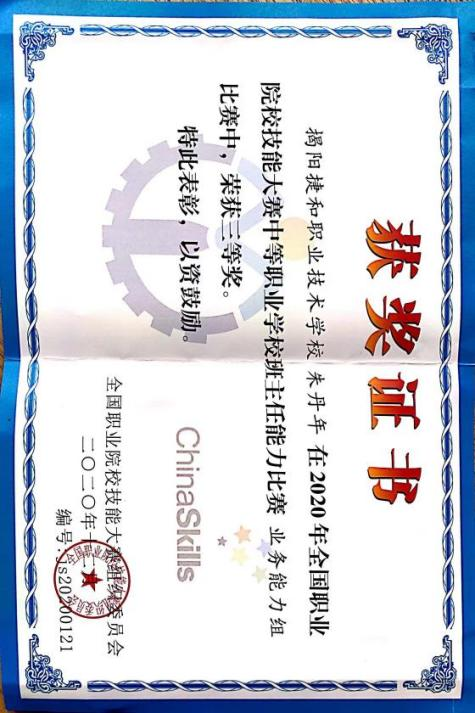 获奖证书
揭阳捷和职业技术学校 朱丹年 在2020年全国职业
院校技能大赛中等职业学校班主任能力比赛 业务能力组
比赛中，荣获三等奖。
特此表彰，以资鼓励。
ChinaSkills
全国职业院校技能大赛组织委员会
二〇二〇年十二月
编号:js20200121